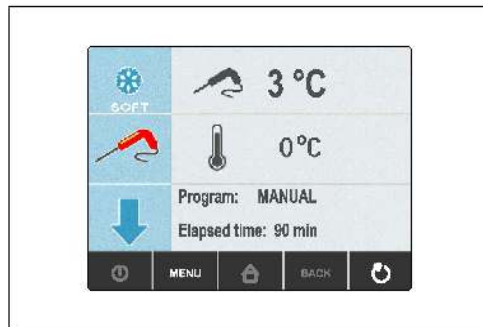 3 °C
SOFT
0°C
Program: MANUAL
Elapsed time: 90 min
MENU BACK